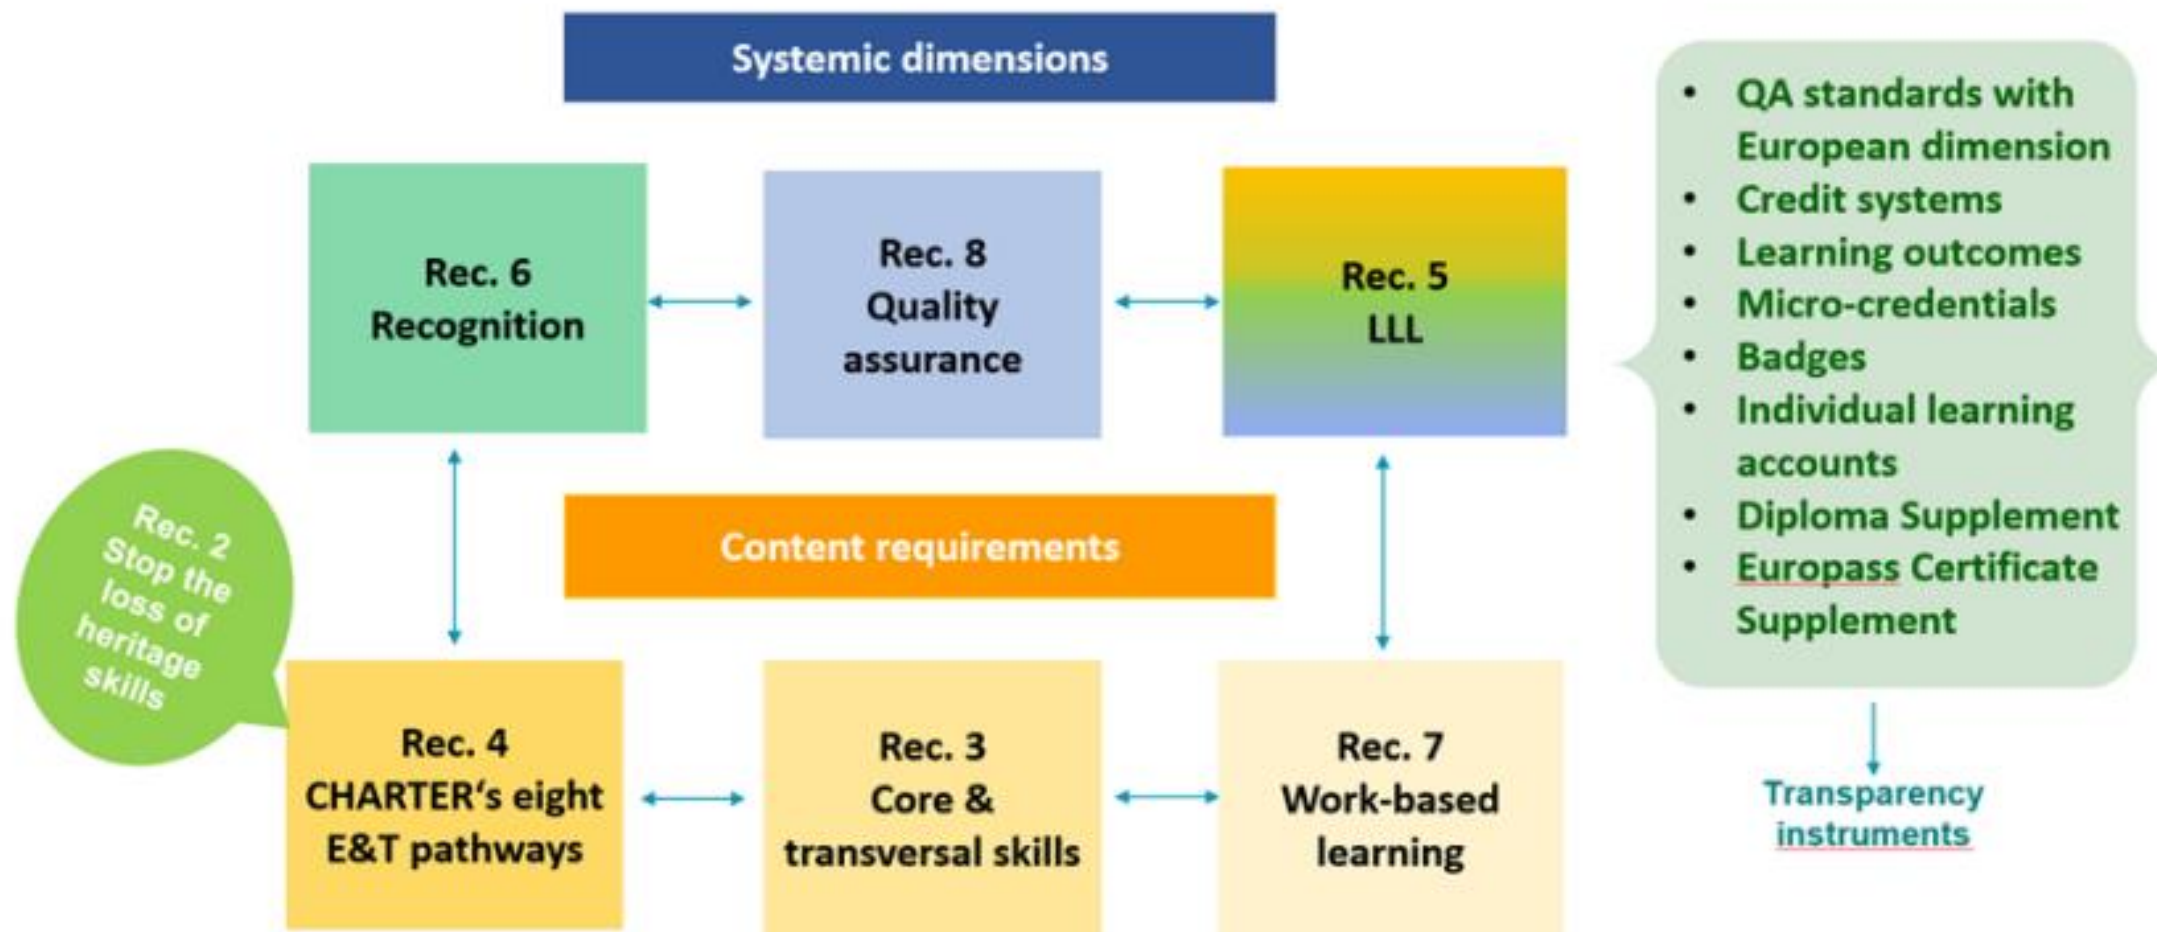 Systemic dimensions
Rec. 6
Recognition
Rec. 8
Quality
assurance
Rec. 5
LLL
Content requirements
Rec. 2
Stop the
loss of
heritage
skills
Rec. 4
CHARTER‘s eight
E&T pathways
Rec. 3
Core &
transversal skills
Rec. 7
Work-based
learning
• QA standards with
European dimension
• Credit systems
• Learning outcomes
• Micro-credentials
• Badges
• Individual learning
accounts
• Diploma Supplement
• Europass Certificate
Supplement
Transparency
instruments